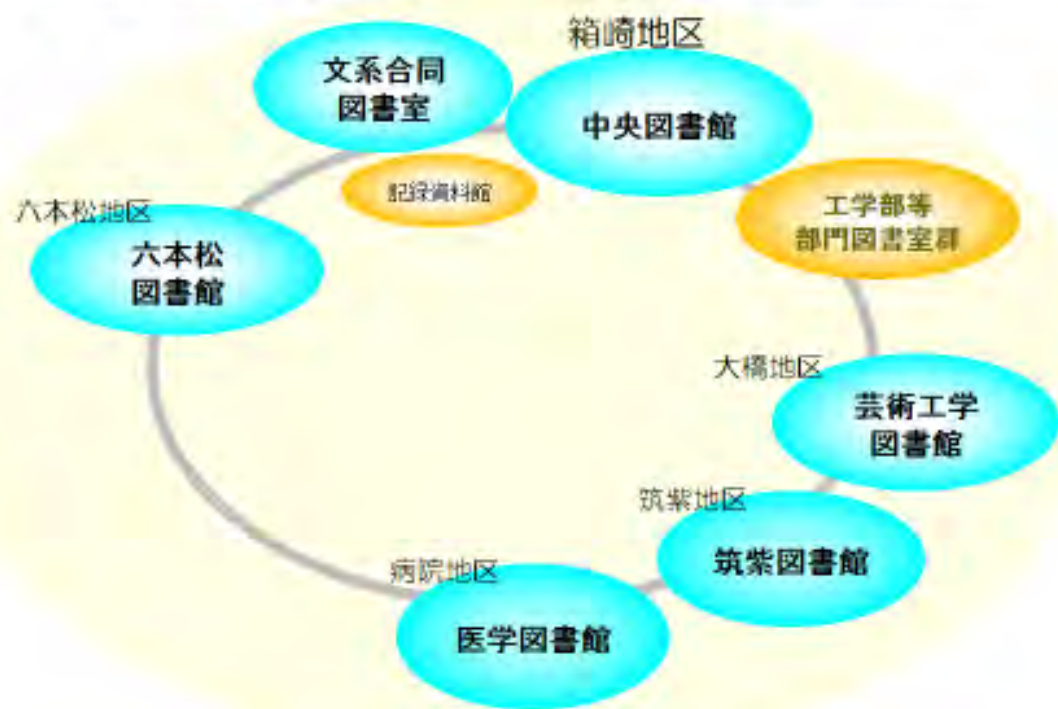 箱崎地区
文系合同
図書室
中央図書館
記録資料館
工学部等
部門図書室群
六本松地区
六本松
図書館
大橋地区
芸術工学
図書館
筑紫地区
筑紫図書館
病院地区
医学図書館